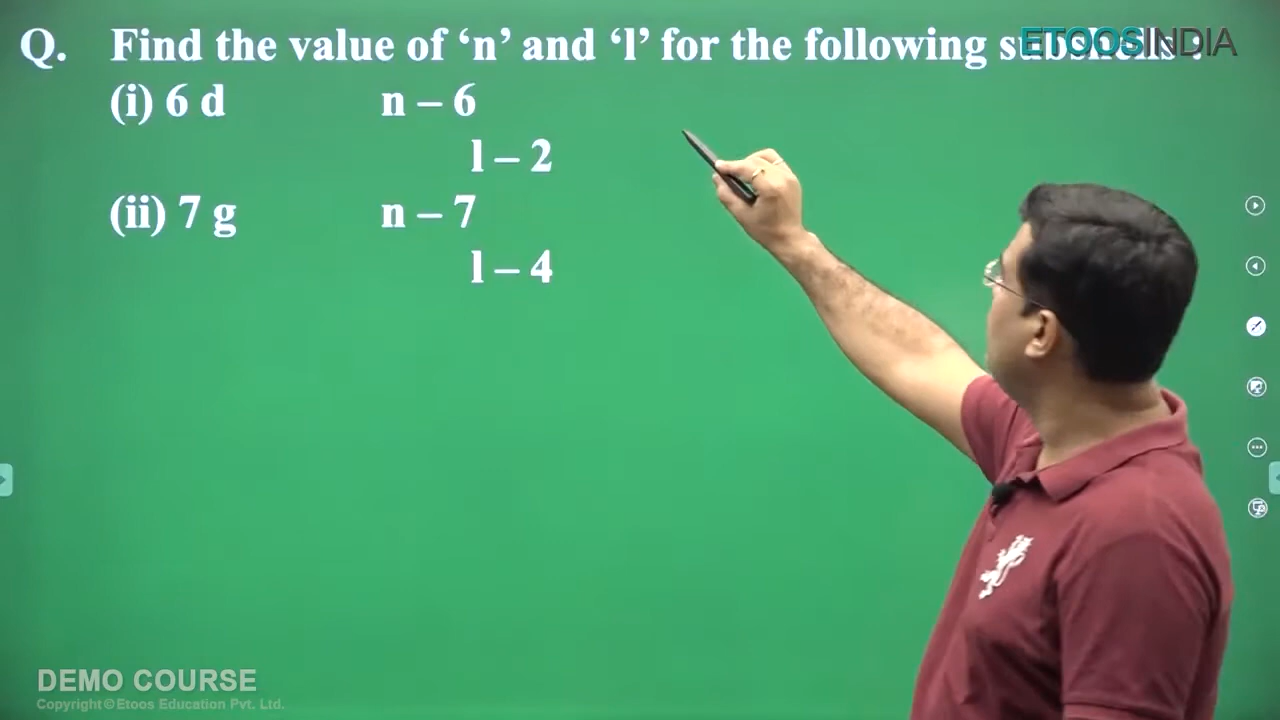 Q. Find the value of ‘n’ and ‘l’ for the following subshells :
(i) 6 d n – 6
l – 2
(ii) 7 g n – 7
l – 4
ETOOSINDIA
DEMO COURSE
Copyright © Etoos Education Pvt. Ltd.